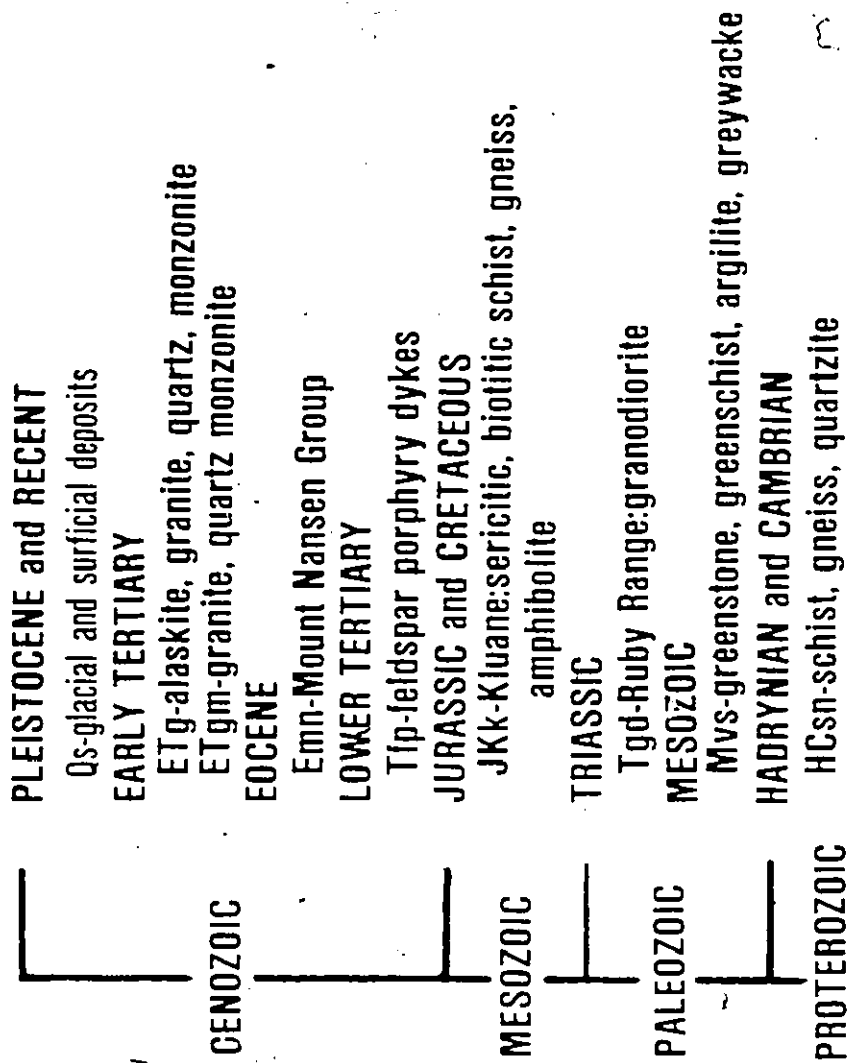 PLEISTOCENE and RECENT
Qs-glacial and surficial deposits
EARLY TERTIARY
ETg-alaskite, granite, quartz, monzonite
ETgm-granite, quartz monzonite
CENOZOIC
EOCENE
Emn-Mount Nansen Group
LOWER TERTIARY
Tfp-feldspar porphyry dykes
JURASSIC and CRETACEOUS
JKk-Kluane:sericitic, biotitic schist, gneiss,
amphibolite
MESOZOIC
TRIASSIC
Tgd-Ruby Range:granodiorite
PALEOZOIC
MESOZOIC
Mvs-greenstone, greenschist, argilite, greywacke
HADRYNIAN and CAMBRIAN
HCsn-schist, gneiss, quartzite
PROTEROZOIC